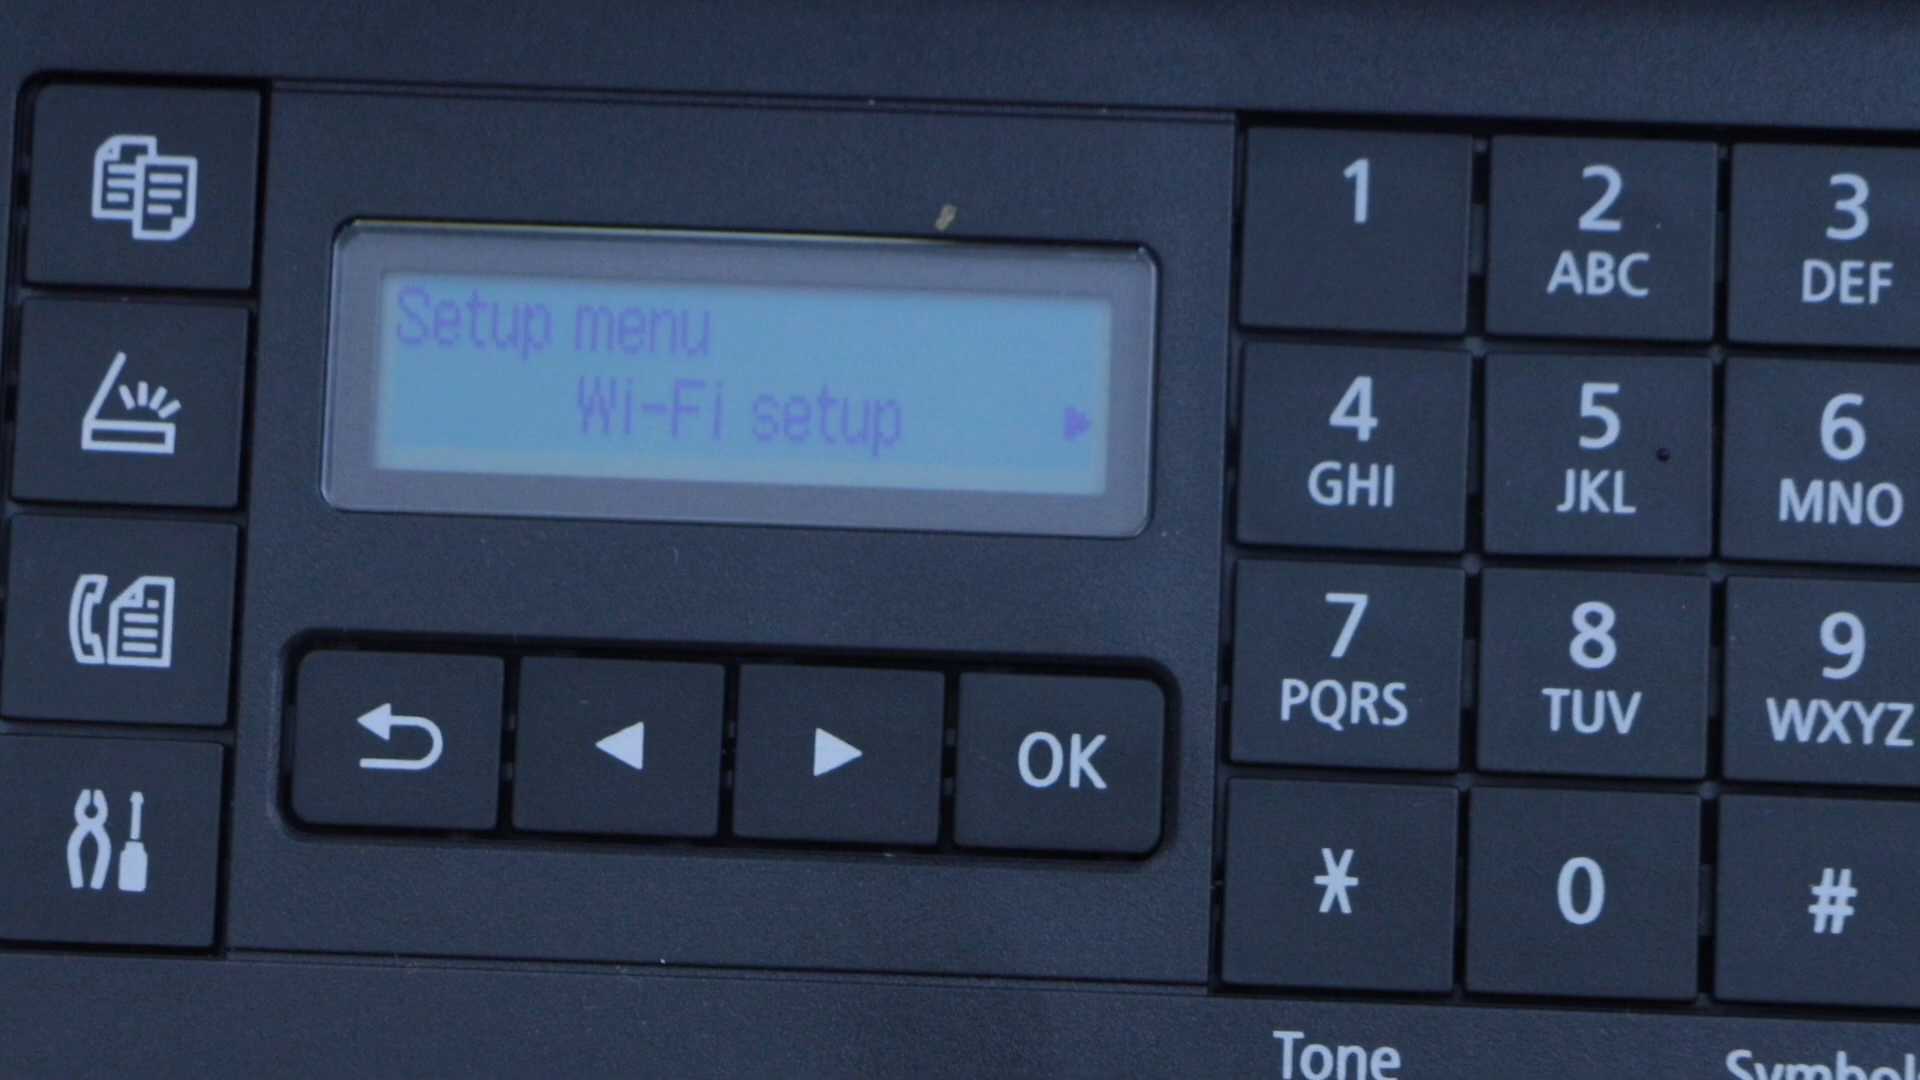 Setup menu
Wi-Fi setup
OK
1
2
ABC
3
DEF
4
GHI
5
JKL
6
MNO
7
PQRS
8
TUV
9
WXYZ
*
0
#
Tone